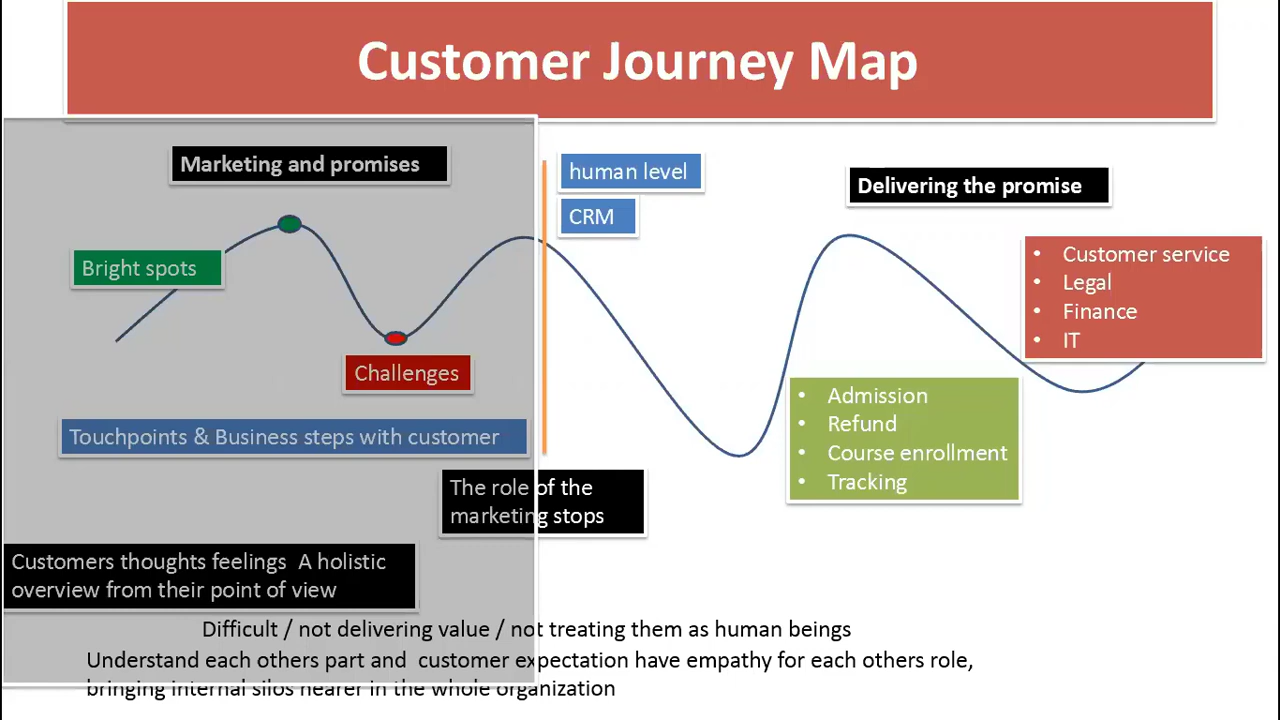 Customer Journey Map
Marketing and promises
human level
CRM
Delivering the promise
Bright spots
Challenges
• Customer service
• Legal
• Finance
• IT
Touchpoints & Business steps with customer
• Admission
• Refund
• Course enrollment
• Tracking
The role of the
marketing stops
Customers thoughts feelings A holistic
overview from their point of view
Difficult / not delivering value / not treating them as human beings
Understand each others part and customer expectation have empathy for each others role,
bringing internal silos nearer in the whole organization